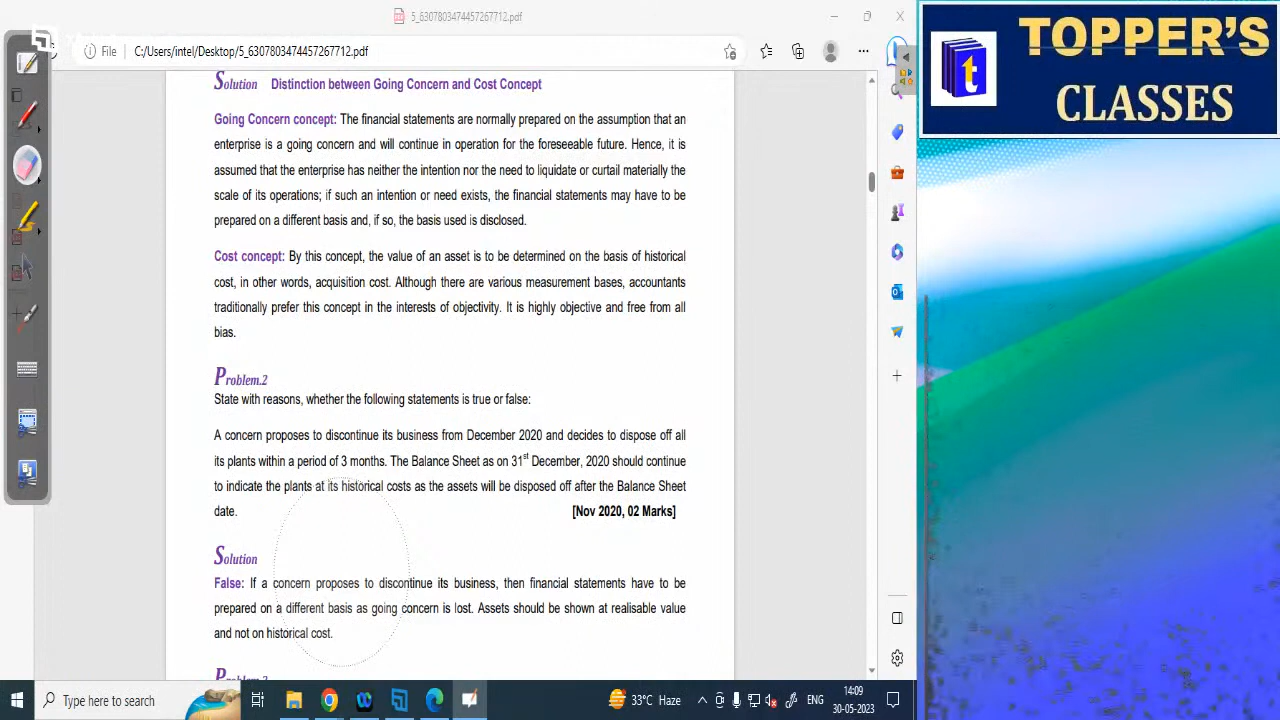 5_6307803474457267712.pdf
File
C:/Users/intel/Desktop/5_6307803474457267712.pdf
TOPPER'S
CLASSES
t
Solution Distinction between Going Concern and Cost Concept
Going Concern concept: The financial statements are normally prepared on the assumption that an
enterprise is a going concern and will continue in operation for the foreseeable future. Hence, it is
assumed that the enterprise has neither the intention nor the need to liquidate or curtail materially the
scale of its operations; if such an intention or need exists, the financial statements may have to be
prepared on a different basis and, if so, the basis used is disclosed.
Cost concept: By this concept, the value of an asset is to be determined on the basis of historical
cost, in other words, acquisition cost. Although there are various measurement bases, accountants
traditionally prefer this concept in the interests of objectivity. It is highly objective and free from all
bias.
Problem.2
State with reasons, whether the following statements is true or false:
A concern proposes to discontinue its business from December 2020 and decides to dispose off all
its plants within a period of 3 months. The Balance Sheet as on 31st December, 2020 should continue
to indicate the plants at its historical costs as the assets will be disposed off after the Balance Sheet
date. [Nov 2020, 02 Marks]
Solution
False: If a concern proposes to discontinue its business, then financial statements have to be
prepared on a different basis as going concern is lost. Assets should be shown at realisable value
and not on historical cost.
Type here to search
33°C Haze
ENG
14:09
30-05-2023